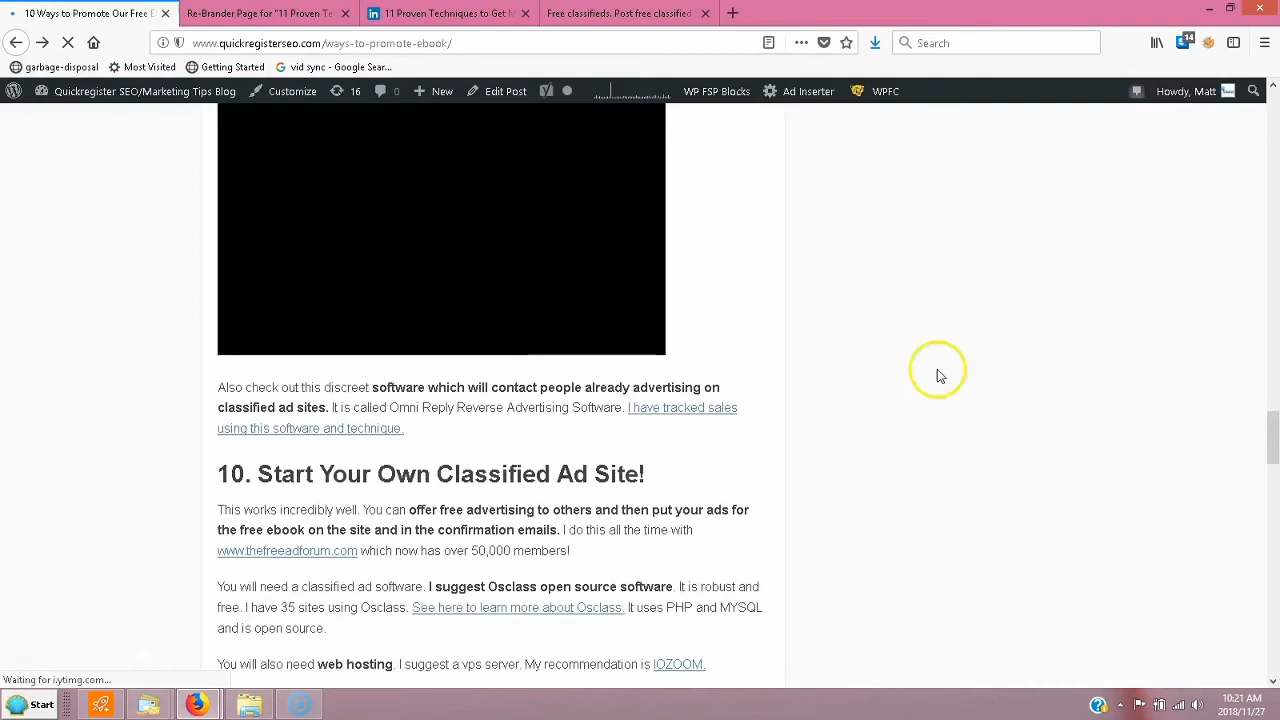 10 Ways to Promote Our Free E
Re-Brander Page for "11 Proven Te
in 11 Proven Techniques to Get M
Free classifieds. Post free classified
www.quickregisterseo.com/ways-to-promote-ebook/
Search
14
garbage-disposal
Most Visited
Getting Started
vid sync - Google Sear...
Quickregister SEO/Marketing Tips Blog
Customize
16
0
New
Edit Post
WP FSP Blocks
Ad Inserter
WPFC
Howdy, Matt
Also check out this discreet software which will contact people already advertising on
classified ad sites. It is called Omni Reply Reverse Advertising Software. I have tracked sales
using this software and technique.
10. Start Your Own Classified Ad Site!
This works incredibly well. You can offer free advertising to others and then put your ads for
the free ebook on the site and in the confirmation emails. I do this all the time with
www.thefreeadforum.com which now has over 50,000 members!
You will need a classified ad software. I suggest Osclass open source software. It is robust and
free. I have 35 sites using Osclass. See here to learn more about Osclass. It uses PHP and MYSQL
and is open source.
You will also need web hosting. I suggest a vps server. My recommendation is IOZOOM.
Waiting for i.ytimg.com...
Start
10:21 AM
2018/11/27